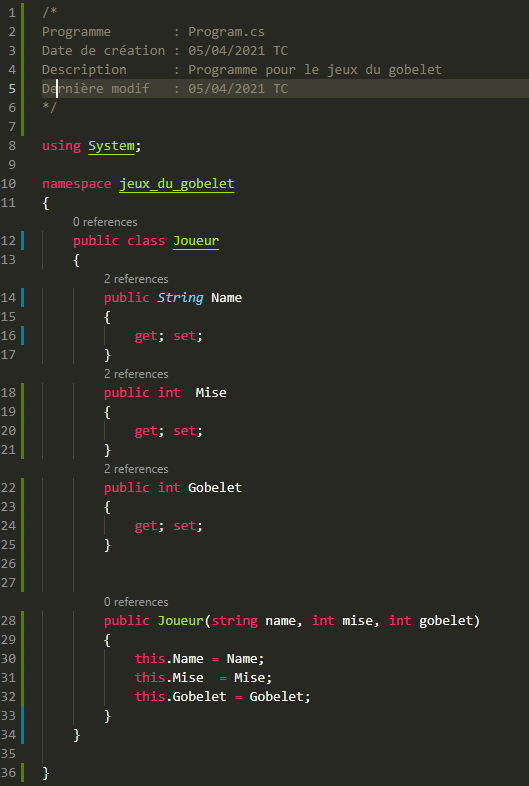 1 /*
2 Programme        : Program.cs
3 Date de création : 05/04/2021 TC
4 Description      : Programme pour le jeux du gobelet
5 Dernière modif   : 05/04/2021 TC
6 */
7
8 using System;
9
10 namespace jeux_du_gobelet
11 {
0 references
12     public class Joueur
13     {
2 references
14         public String Name
15         {
16             get; set;
17         }
2 references
18         public int  Mise
19         {
20             get; set;
21         }
2 references
22         public int Gobelet
23         {
24             get; set;
25         }
26
27
0 references
28         public Joueur(string name, int mise, int gobelet)
29         {
30             this.Name = Name;
31             this.Mise  = Mise;
32             this.Gobelet = Gobelet;
33         }
34     }
35
36 }